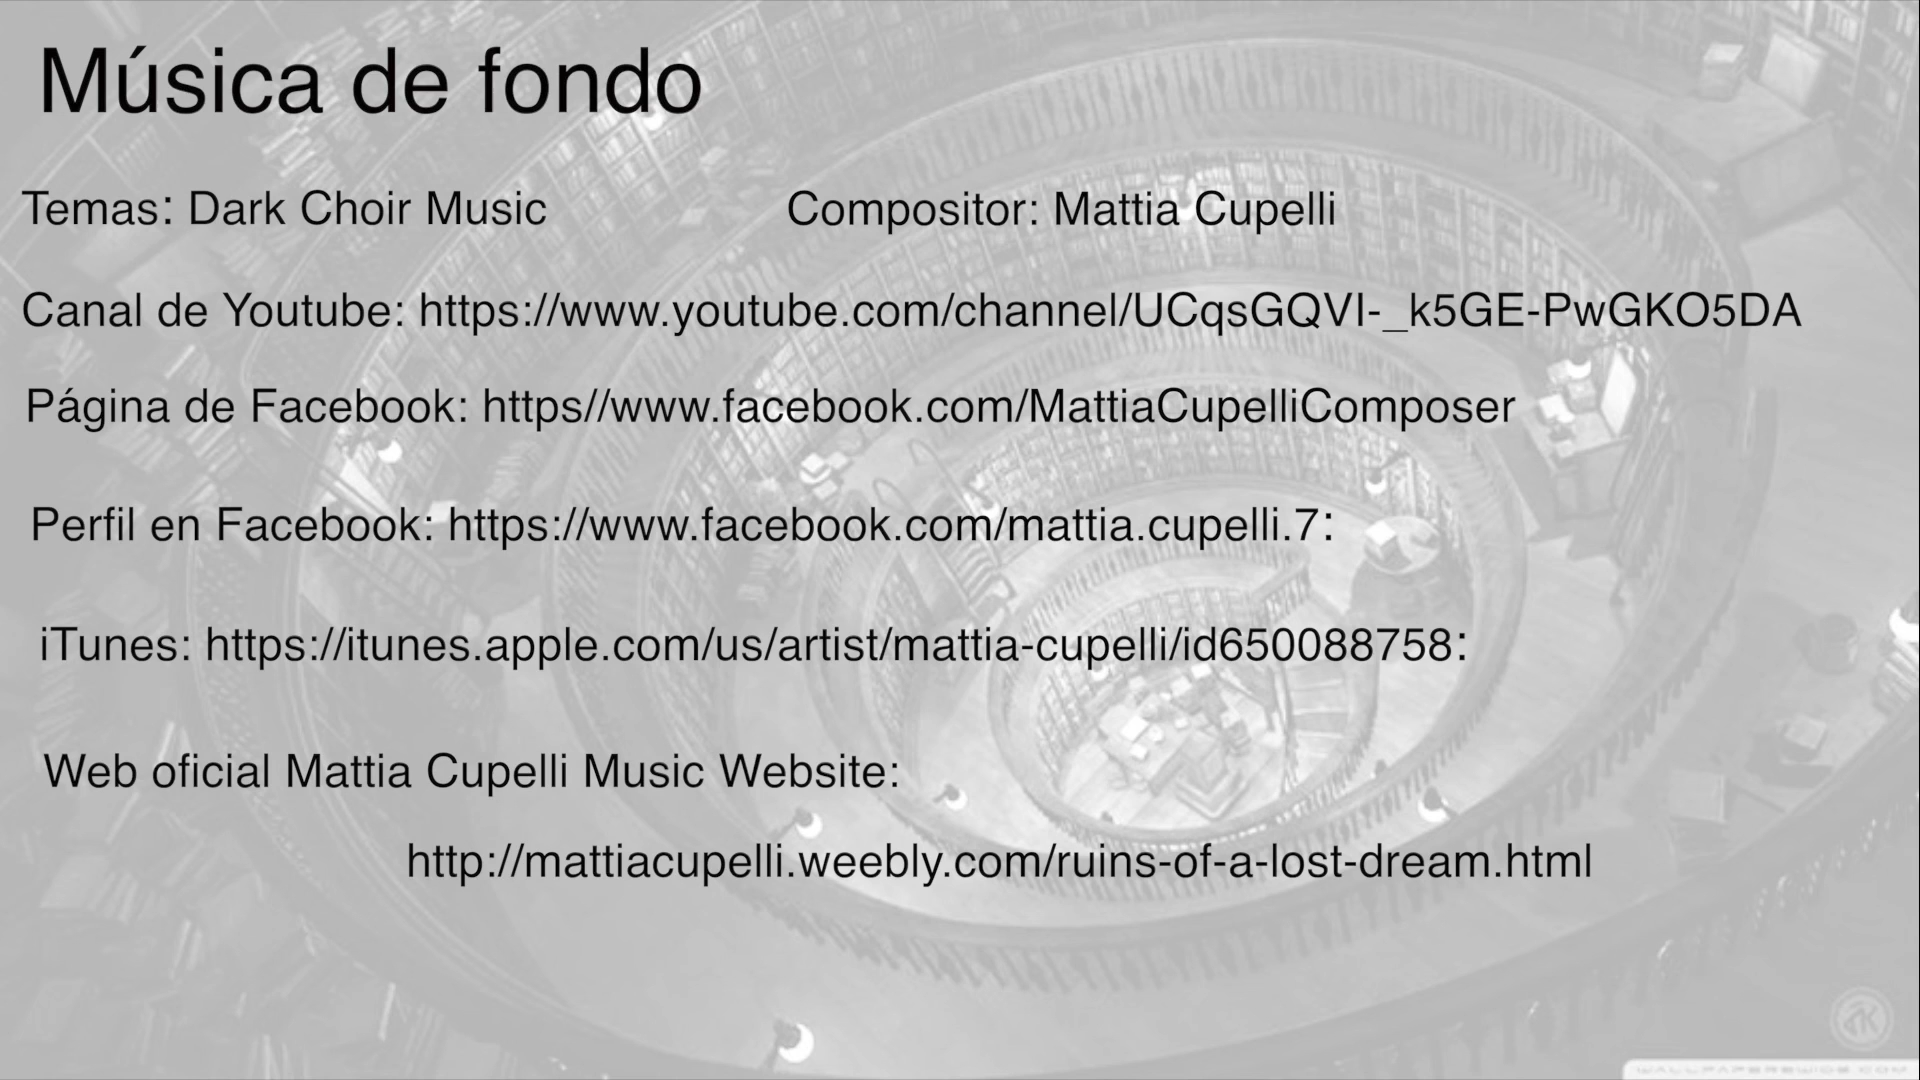 Música de fondo
Temas: Dark Choir Music Compositor: Mattia Cupelli
Canal de Youtube: https://www.youtube.com/channel/UCqsGQVI-_k5GE-PwGKO5DA
Página de Facebook: https//www.facebook.com/MattiaCupelliComposer
Perfil en Facebook: https://www.facebook.com/mattia.cupelli.7:
iTunes: https://itunes.apple.com/us/artist/mattia-cupelli/id650088758:
Web oficial Mattia Cupelli Music Website:
http://mattiacupelli.weebly.com/ruins-of-a-lost-dream.html